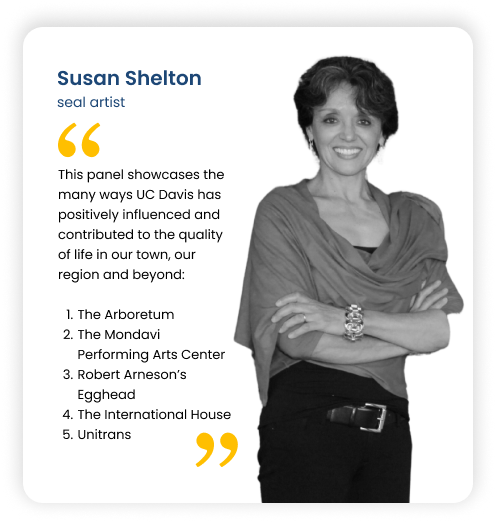 Susan Shelton
seal artist
“
This panel showcases the
many ways UC Davis has
positively influenced and
contributed to the quality
of life in our town, our
region and beyond:
1. The Arboretum
2. The Mondavi
Performing Arts Center
3. Robert Arneson’s
Egghead
4. The International House
5. Unitrans
”